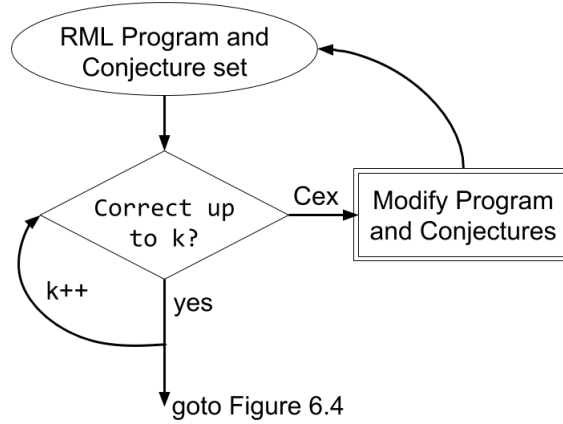 RML Program and
Conjecture set
Correct up
to k?
Cex
Modify Program
and Conjectures
k++
yes
goto Figure 6.4